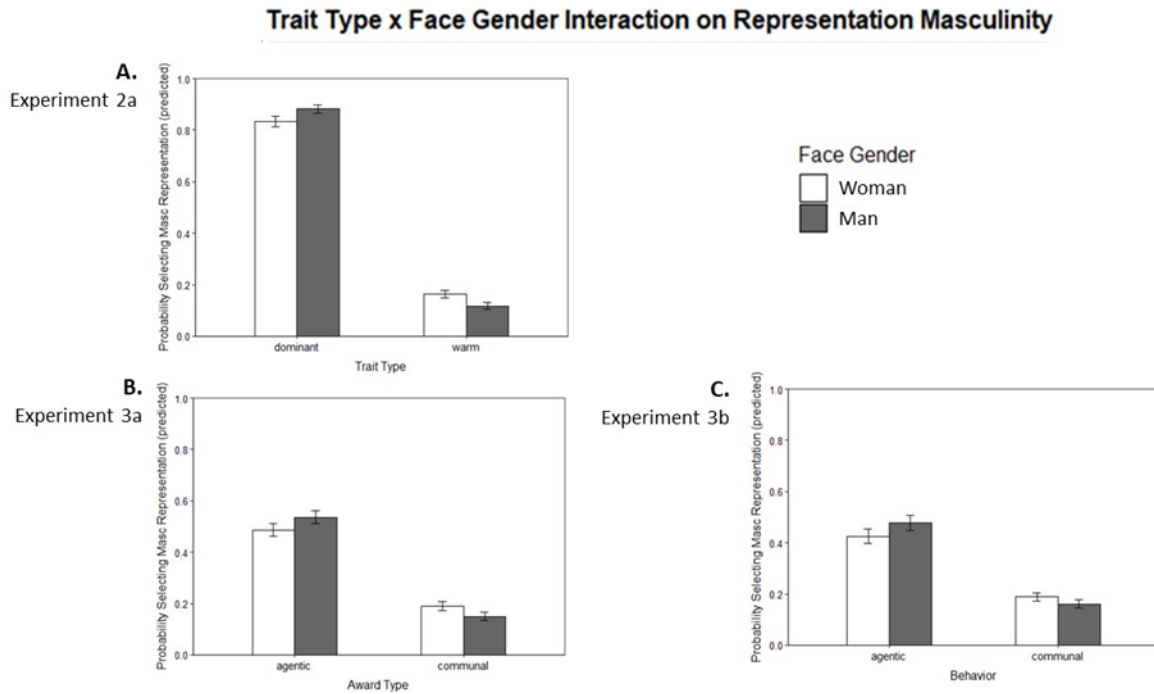 Trait Type x Face Gender Interaction on Representation Masculinity
A.
Experiment 2a
Probability Selecting Masc Representation (predicted)
1.0
0.8
0.6
0.4
0.2
0.0
dominant warm
Trait Type
Face Gender
Woman
Man
B.
Experiment 3a
Probability Selecting Masc Representation (predicted)
1.0
0.8
0.6
0.4
0.2
0.0
agentic communal
Award Type
C.
Experiment 3b
Probability Selecting Masc Representation (predicted)
1.0
0.8
0.6
0.4
0.2
0.0
agentic communal
Behavior